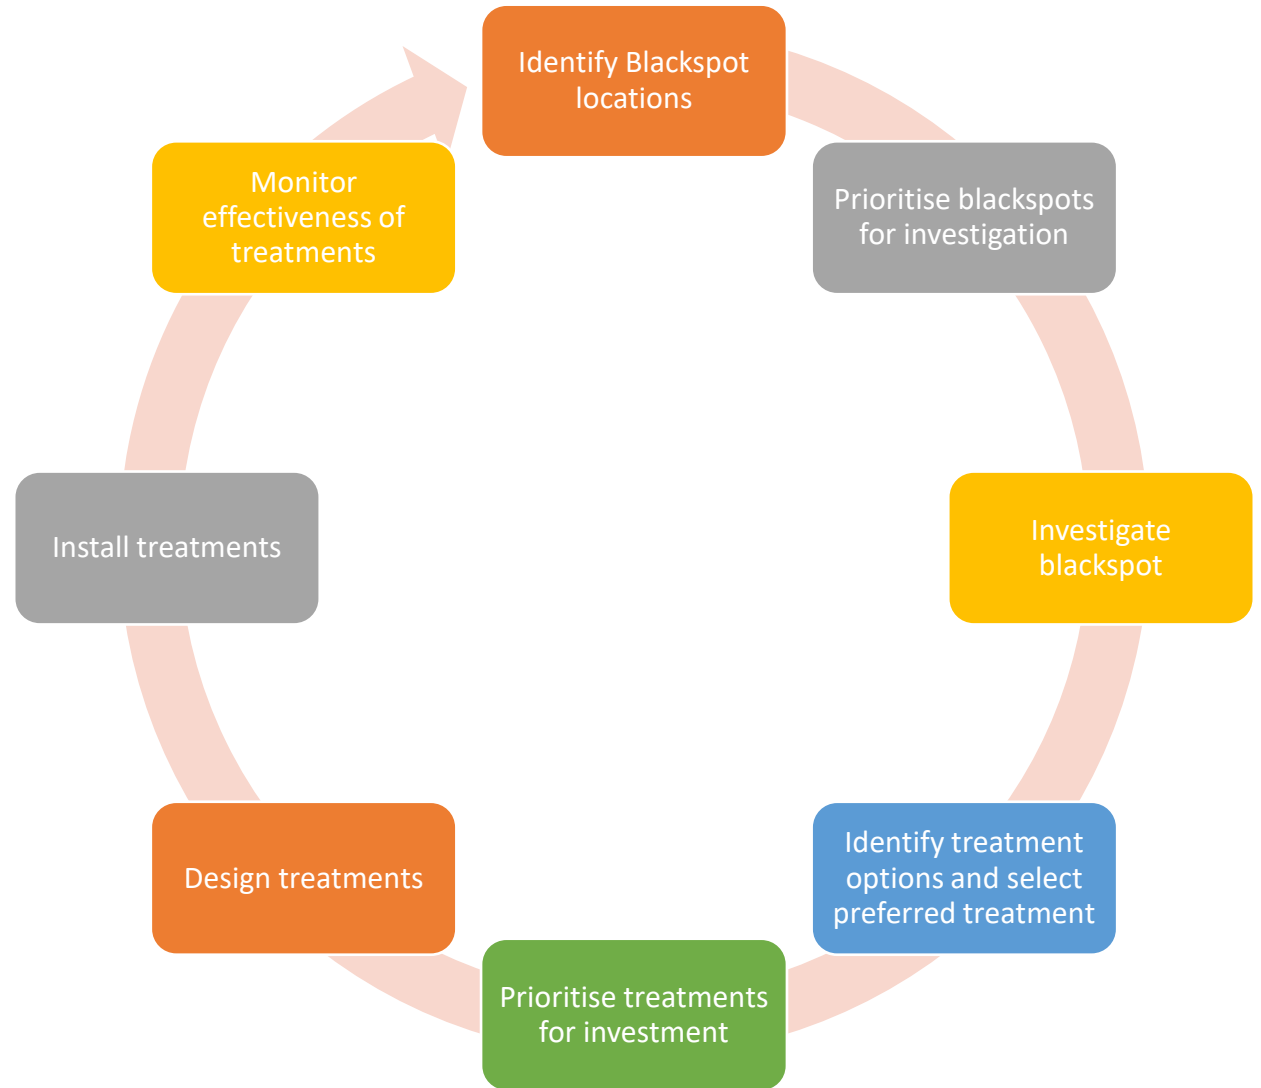 Identify Blackspot
locations
Prioritise blackspots
for investigation
Investigate
blackspot
Identify treatment
options and select
preferred treatment
Prioritise treatments
for investment
Design treatments
Install treatments
Monitor
effectiveness of
treatments